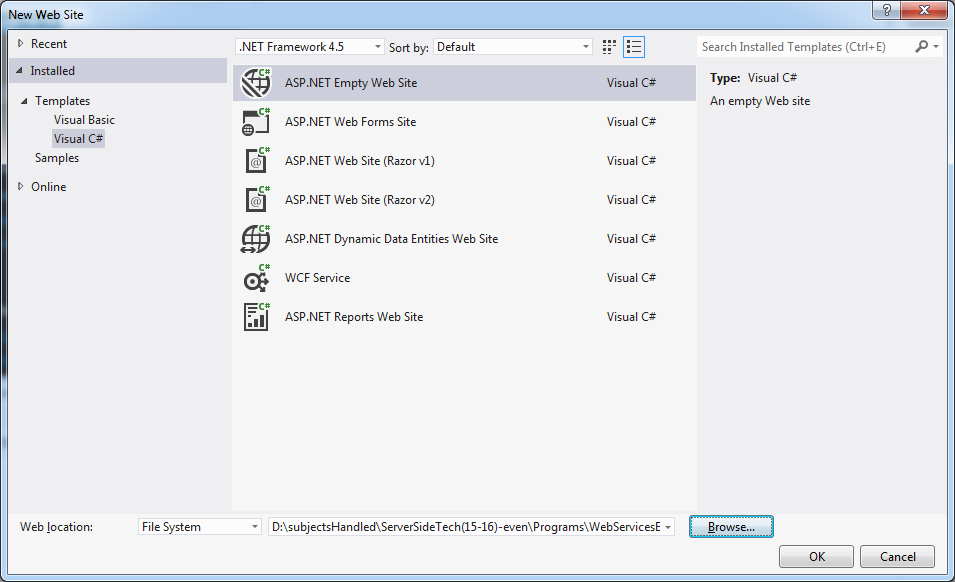 New Web Site
?
Recent
Installed
Templates
Visual Basic
Visual C#
Samples
Online
.NET Framework 4.5 Sort by: Default
C# ASP.NET Empty Web Site Visual C#
C# ASP.NET Web Forms Site Visual C#
C# @ ASP.NET Web Site (Razor v1) Visual C#
C# @ ASP.NET Web Site (Razor v2) Visual C#
C# ASP.NET Dynamic Data Entities Web Site Visual C#
C# WCF Service Visual C#
C# ASP.NET Reports Web Site Visual C#
Search Installed Templates (Ctrl+E)
Type: Visual C#
An empty Web site
Web location: File System D:\subjectsHandled\ServerSideTech(15-16)-even\Programs\WebServicesE Browse...
OK Cancel